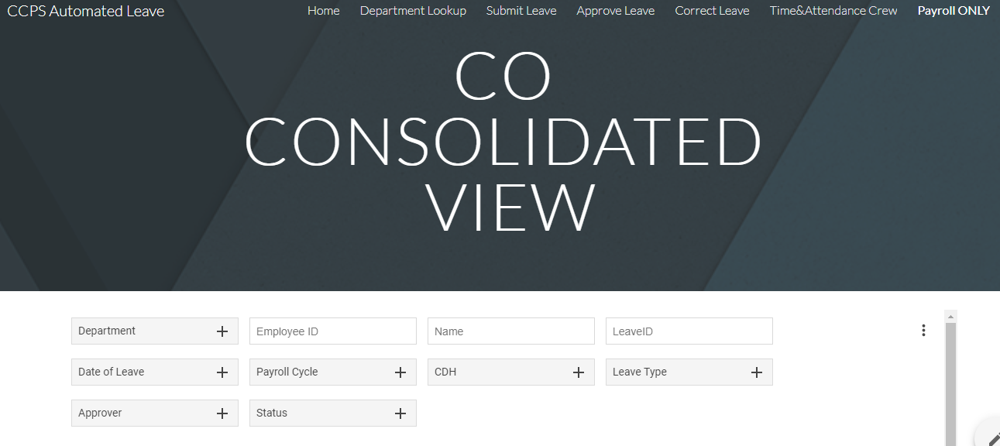 CCPS Automated Leave
Home Department Lookup Submit Leave Approve Leave Correct Leave Time&Attendance Crew Payroll ONLY
CO
CONSOLIDATED
VIEW
Department Employee ID Name LeaveID
Date of Leave Payroll Cycle CDH Leave Type
Approver Status